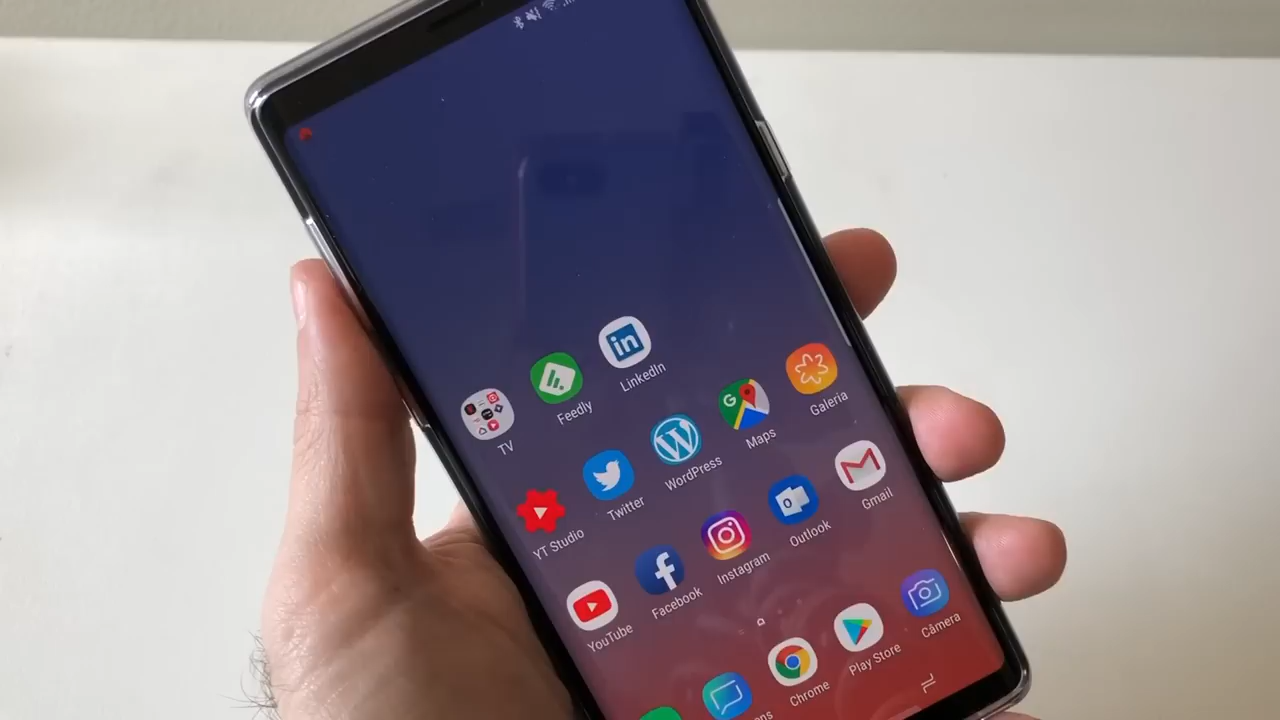 TV
Feedly
LinkedIn
YT Studio
Twitter
WordPress
Maps
Galeria
YouTube
Facebook
Instagram
Outlook
Gmail
Chrome
Play Store
Câmera